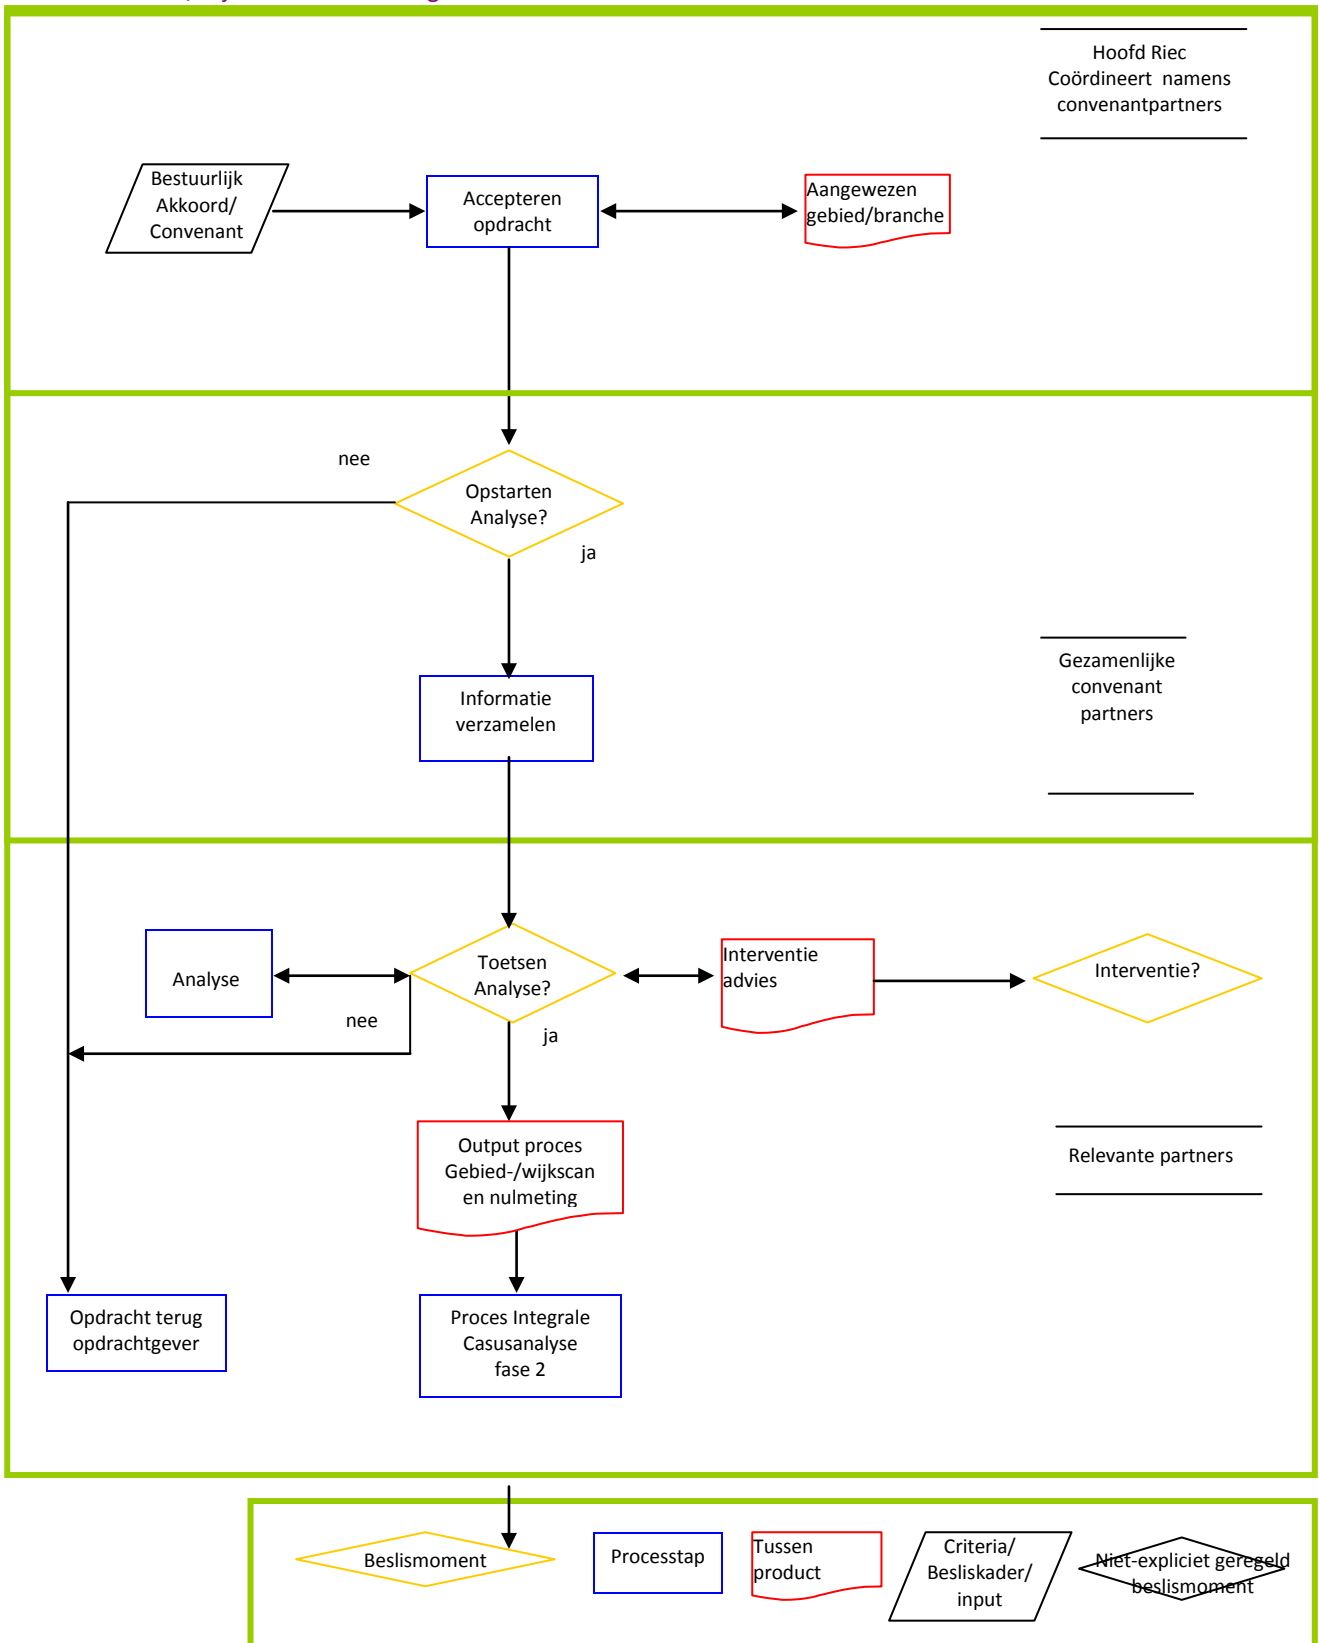 Hoofd Riec
Coördineert namens
convenantpartners
Bestuurlijk
Akkoord/
Convenant
Accepteren
opdracht
Aangewezen
gebied/branche
nee
Opstarten
Analyse?
ja
Gezamenlijke
convenant
partners
Informatie
verzamelen
Analyse
Toetsen
Analyse?
Interventie
advies
Interventie?
nee
ja
Output proces
Gebied-/wijkscan
en nulmeting
Relevante partners
Opdracht terug
opdrachtgever
Proces Integrale
Casusanalyse
fase 2
Beslismoment
Processtap
Tussen
product
Criteria/
Besliskader/
input
Niet-expliciet geregeld
beslismoment